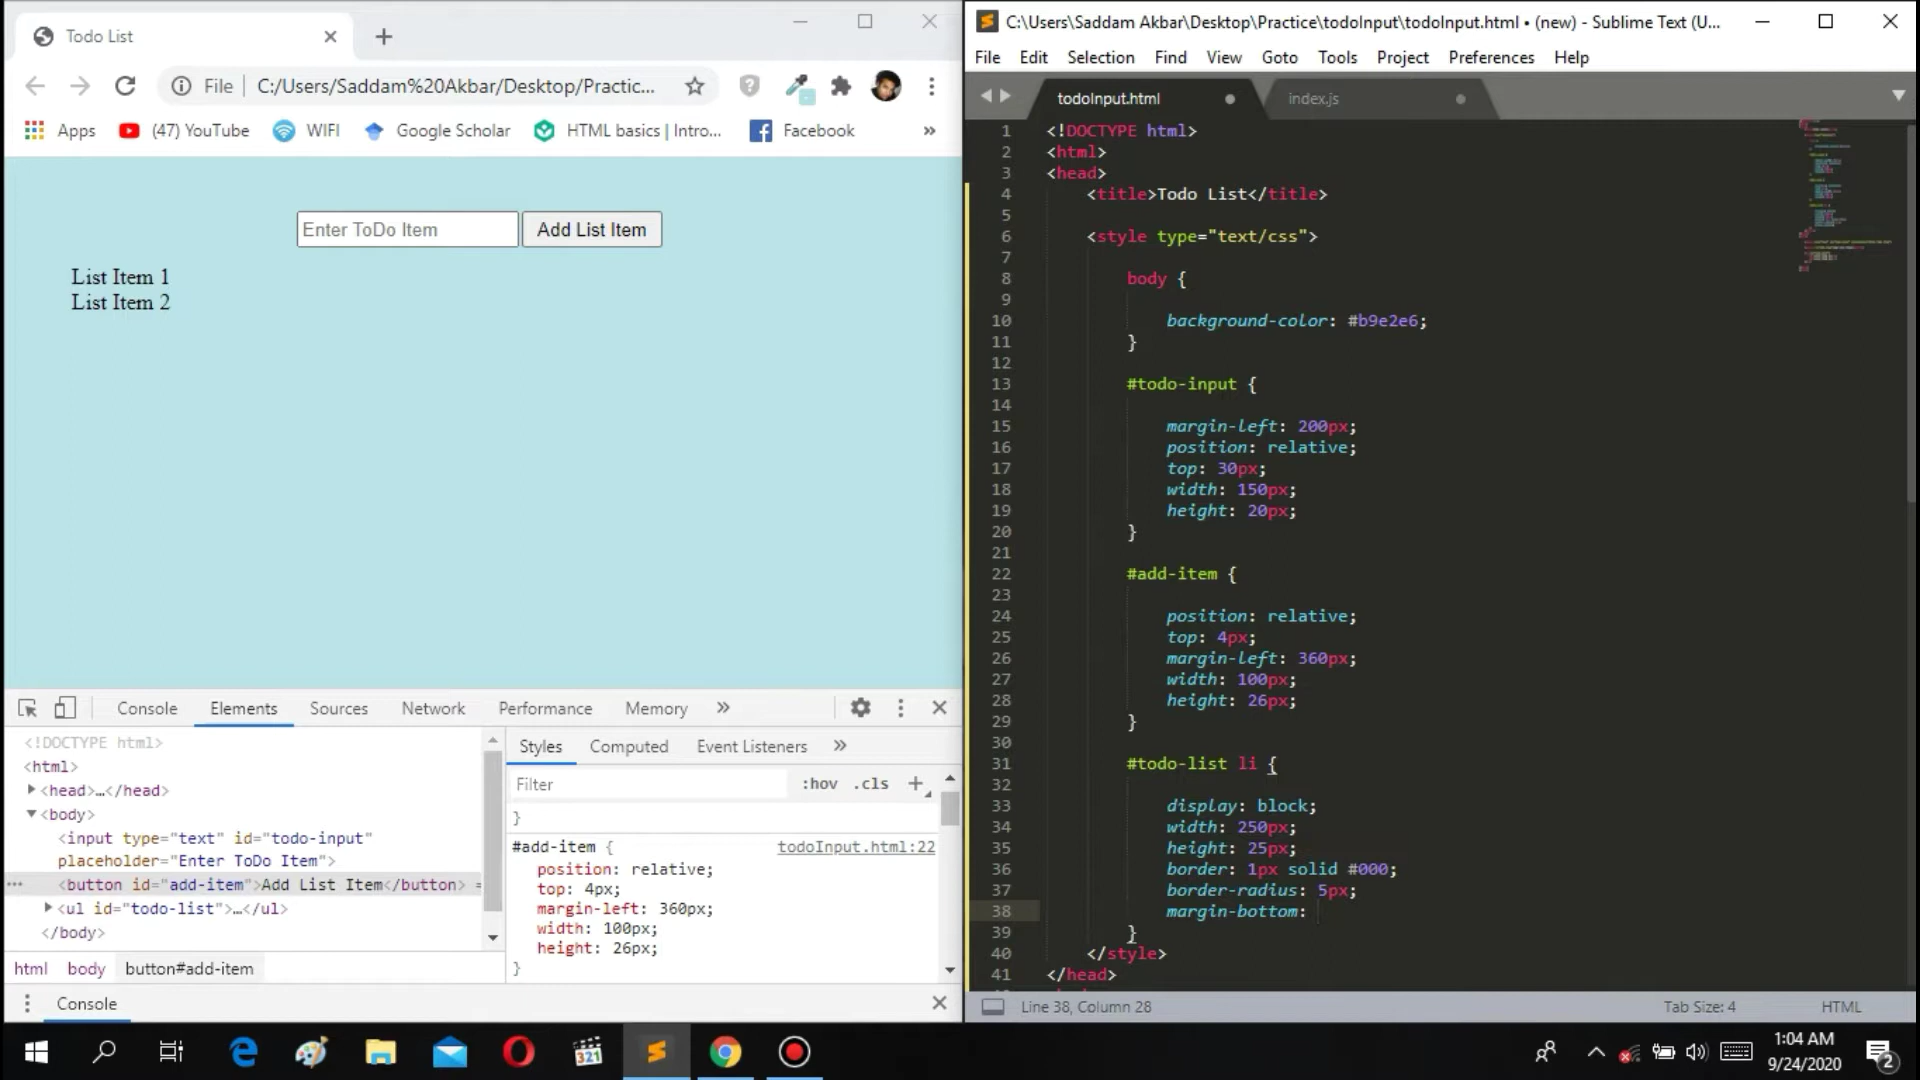 Todo List
File
C:/Users/Saddam%20Akbar/Desktop/Practic...
Apps
(47) YouTube
WIFI
Google Scholar
HTML basics | Intro...
Facebook
»
Enter ToDo Item
Add List Item
List Item 1
List Item 2
Console Elements Sources Network Performance Memory »
<!DOCTYPE html>
<html>
<head>…</head>
<body>
<input type="text" id="todo-input"
placeholder="Enter ToDo Item">
<button id="add-item">Add List Item</button> =
<ul id="todo-list">…</ul>
</body>
html body button#add-item
Styles Computed Event Listeners »
Filter :hov .cls +
}
#add-item { todoInput.html:22
position: relative;
top: 4px;
margin-left: 360px;
width: 100px;
height: 26px;
}
Console
C:\Users\Saddam Akbar\Desktop\Practice\todoInput\todoInput.html • (new) - Sublime Text (U...
File Edit Selection Find View Goto Tools Project Preferences Help
todoInput.html
index.js
1 <!DOCTYPE html>
2 <html>
3 <head>
4 <title>Todo List</title>
5
6 <style type="text/css">
7
8 body {
9
10 background-color: #b9e2e6;
11 }
12
13 #todo-input {
14
15 margin-left: 200px;
16 position: relative;
17 top: 30px;
18 width: 150px;
19 height: 20px;
20 }
21
22 #add-item {
23
24 position: relative;
25 top: 4px;
26 margin-left: 360px;
27 width: 100px;
28 height: 26px;
29 }
30
31 #todo-list li {
32
33 display: block;
34 width: 250px;
35 height: 25px;
36 border: 1px solid #000;
37 border-radius: 5px;
38 margin-bottom:
39 }
40 </style>
41 </head>
Line 38, Column 28
Tab Size: 4
HTML
321
1:04 AM
9/24/2020
2